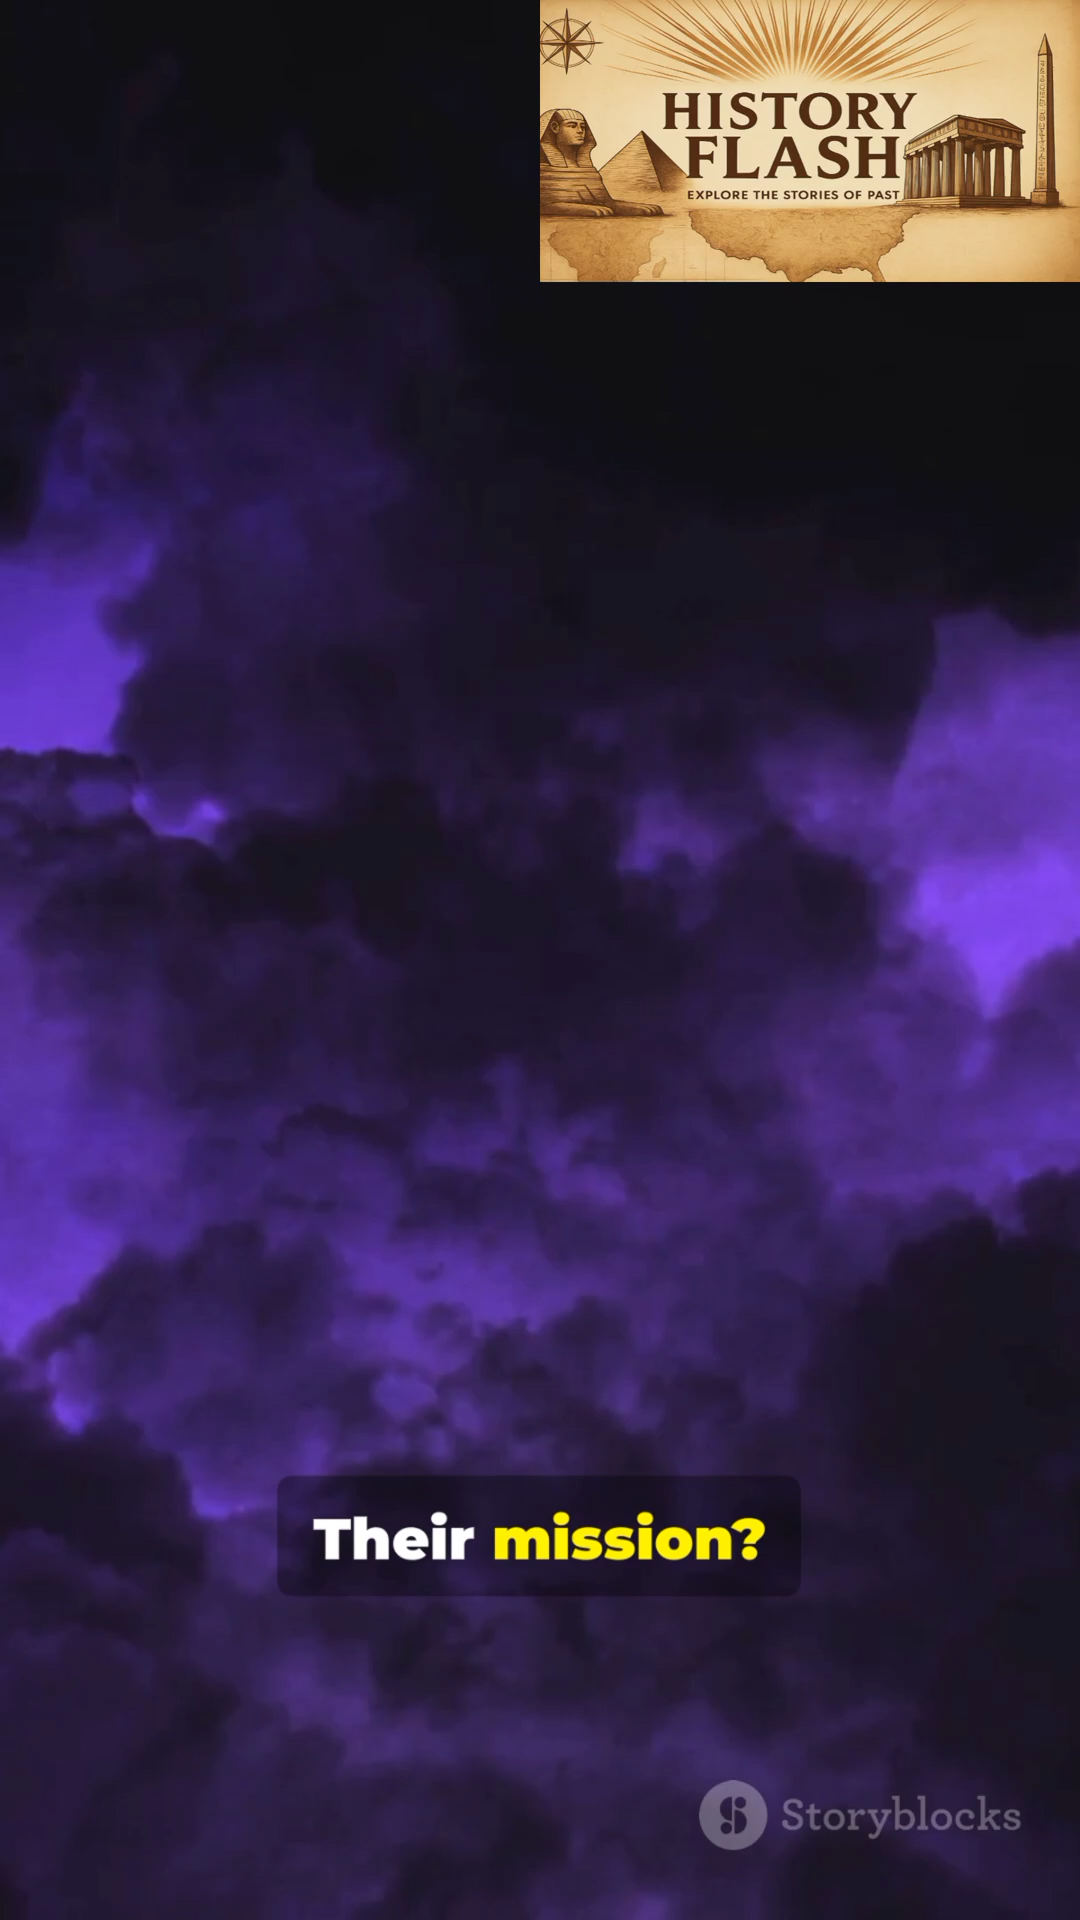 HISTORY
FLASH
EXPLORE THE STORIES OF PAST
Their mission?
Storyblocks